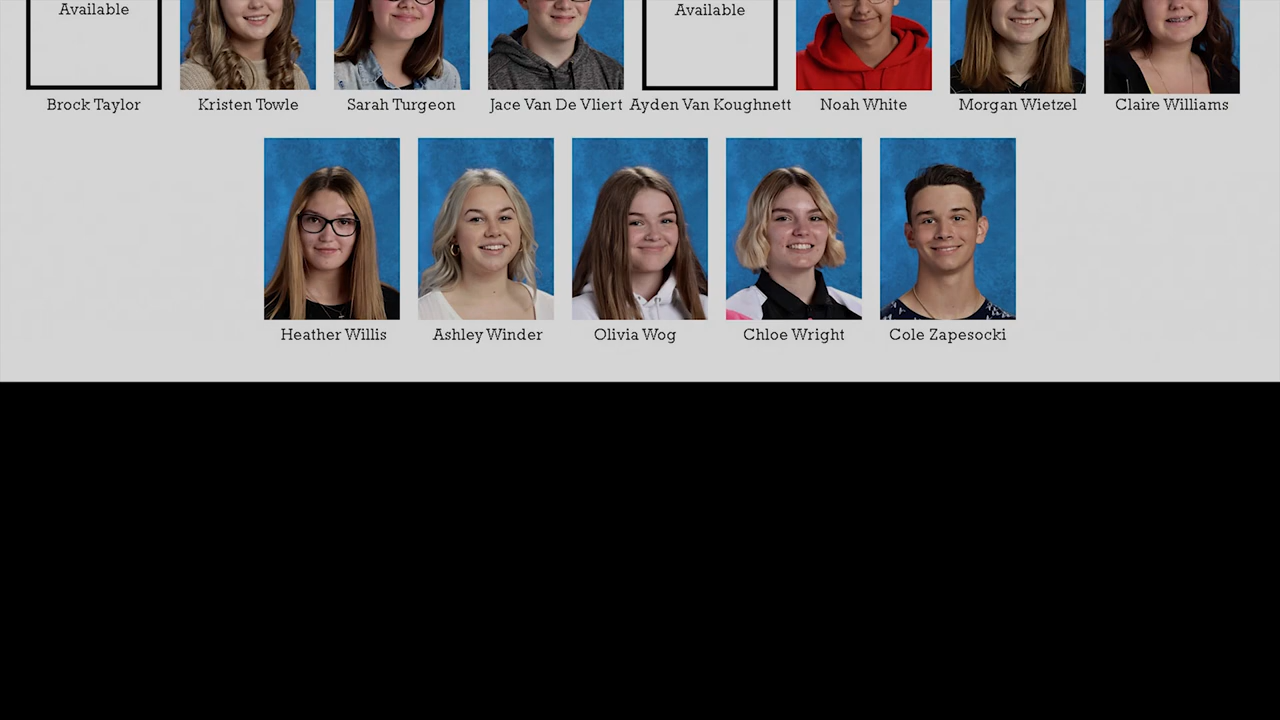 Available Available
Brock Taylor Kristen Towle Sarah Turgeon Jace Van De Vliert Ayden Van Koughnett Noah White Morgan Wietzel Claire Williams
Heather Willis Ashley Winder Olivia Wog Chloe Wright Cole Zapesocki